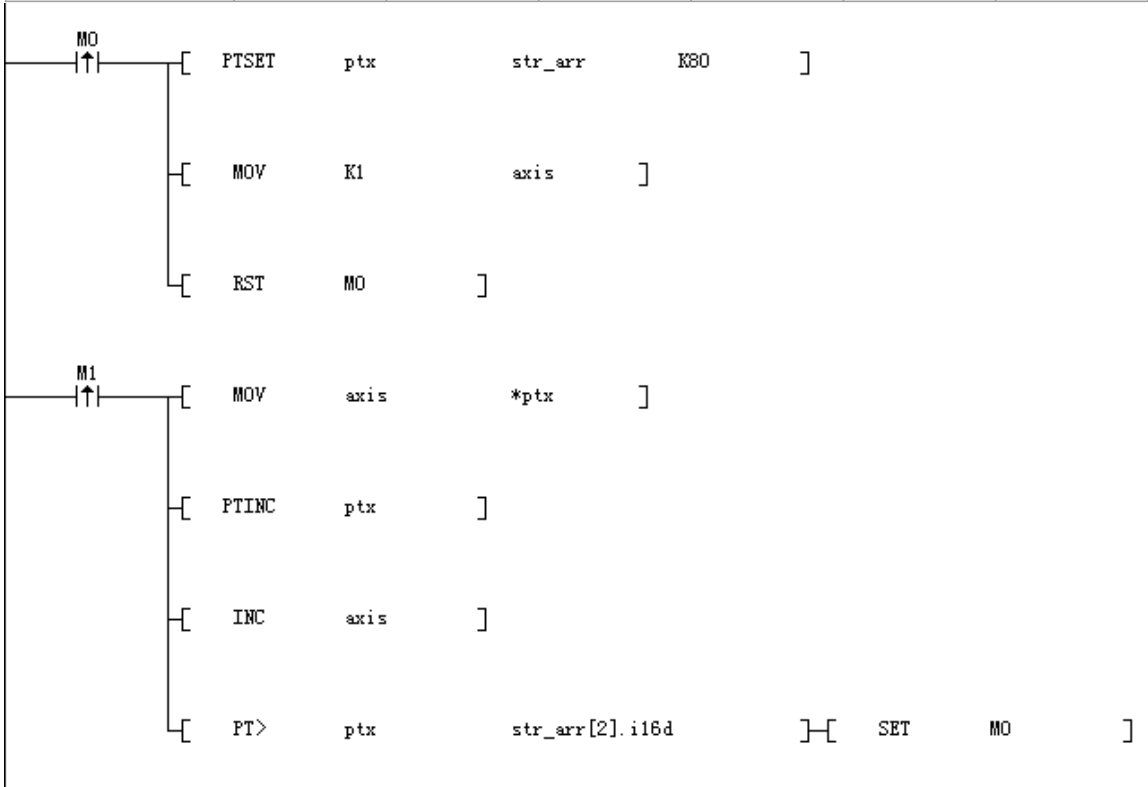 M0
PTSET ptx str_arr K80
MOV K1 axis
RST M0
M1
MOV axis *ptx
PTINC ptx
INC axis
PT> ptx str_arr[2].i16d SET M0